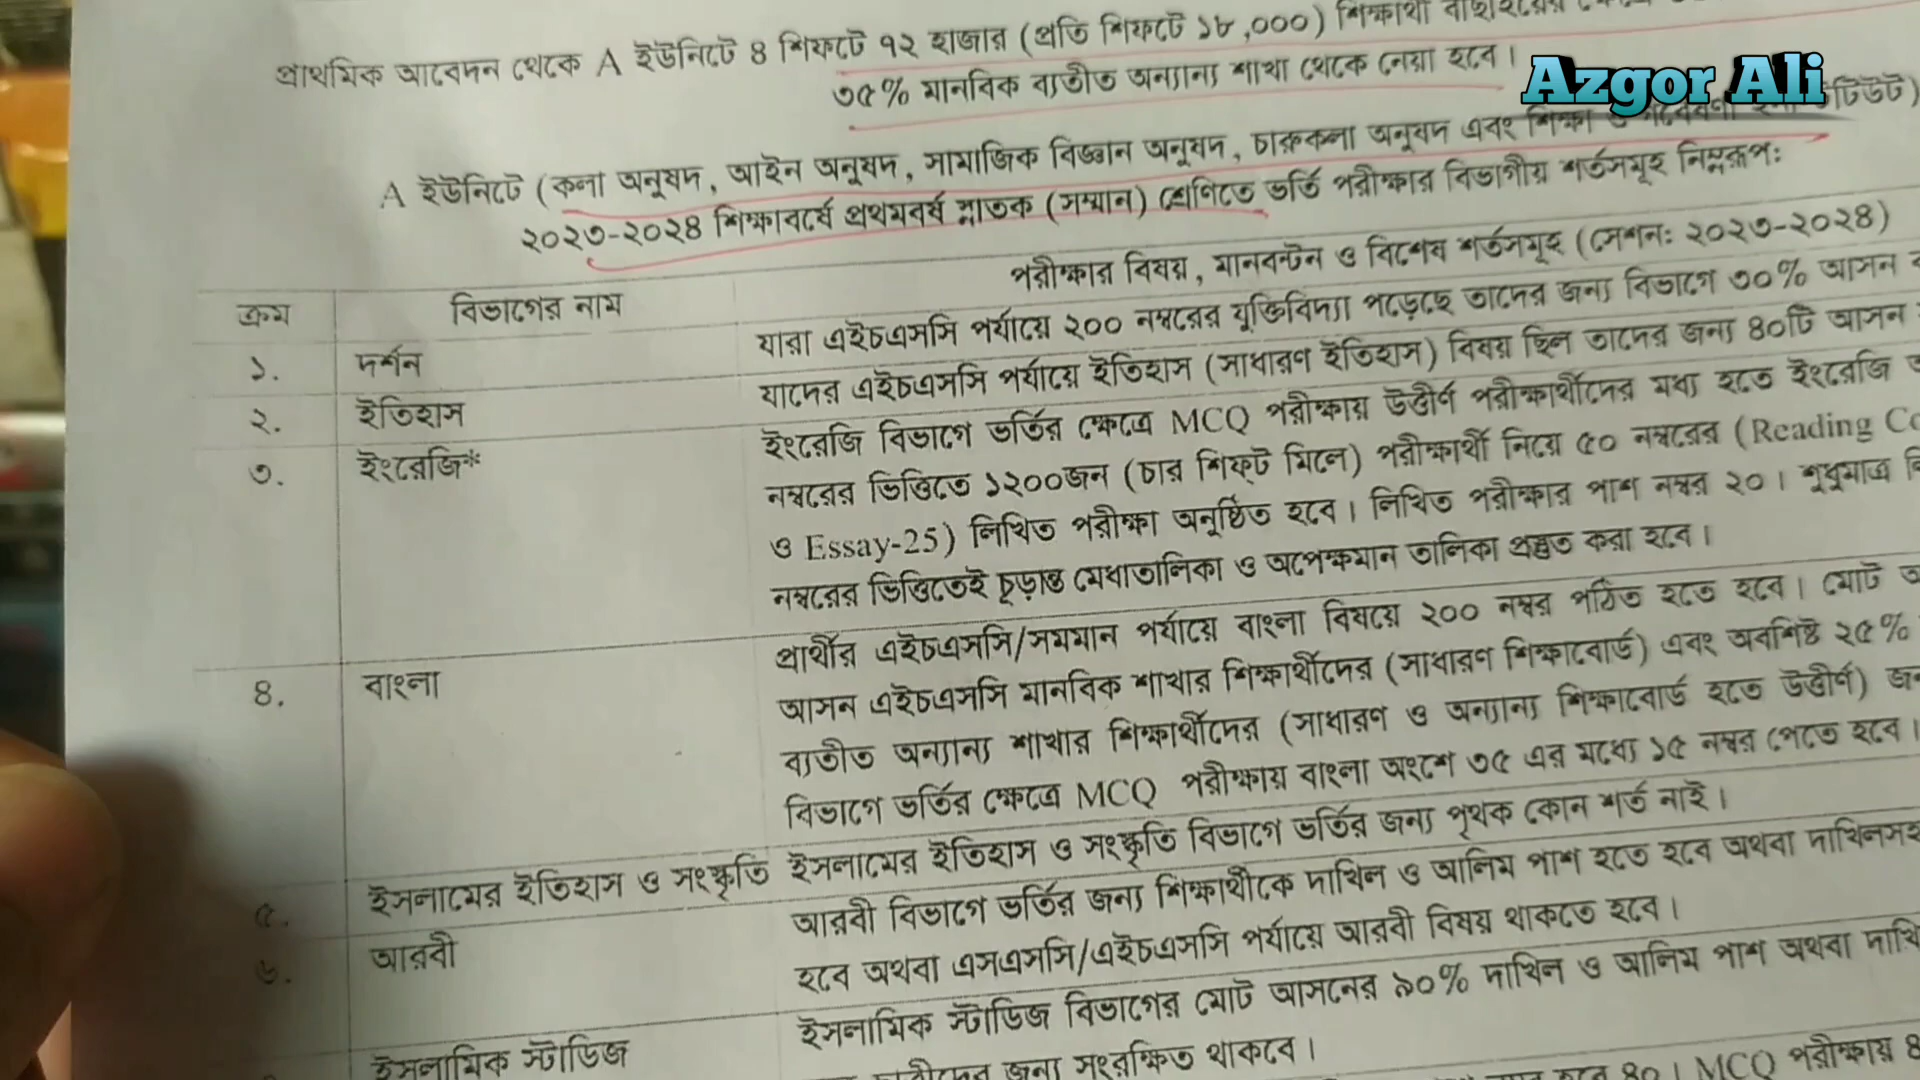 প্রাথমিক আবেদন থেকে A ইউনিটে ৪ শিফটে ৭২ হাজার (প্রতি শিফটে ১৮,০০০) শিক্ষার্থী বাছাইয়ের
৩৫% মানবিক ব্যতীত অন্যান্য শাখা থেকে নেয়া হবে।
Azgor Ali
A ইউনিটে (কলা অনুষদ, আইন অনুষদ, সামাজিক বিজ্ঞান অনুষদ, চারুকলা অনুষদ এবং শিক্ষা ও
২০২৩-২০২৪ শিক্ষাবর্ষে প্রথমবর্ষ স্নাতক (সম্মান) শ্রেণিতে ভর্তি পরীক্ষার বিভাগীয় শর্তসমূহ নিম্নরূপঃ
ক্রম
বিভাগের নাম
পরীক্ষার বিষয়, মানবন্টন ও বিশেষ শর্তসমূহ (সেশনঃ ২০২৩-২০২৪)
১.
দর্শন
যারা এইচএসসি পর্যায়ে ২০০ নম্বরের যুক্তিবিদ্যা পড়েছে তাদের জন্য বিভাগে ৩০% আসন
২.
ইতিহাস
যাদের এইচএসসি পর্যায়ে ইতিহাস (সাধারণ ইতিহাস) বিষয় ছিল তাদের জন্য ৪০টি আসন
৩.
ইংরেজি*
ইংরেজি বিভাগে ভর্তির ক্ষেত্রে MCQ পরীক্ষায় উত্তীর্ণ পরীক্ষার্থীদের মধ্য হতে ইংরেজি
নম্বরের ভিত্তিতে ১২০০জন (চার শিফ্‌ট মিলে) পরীক্ষার্থী নিয়ে ৫০ নম্বরের (Reading
ও Essay-25) লিখিত পরীক্ষা অনুষ্ঠিত হবে। লিখিত পরীক্ষার পাশ নম্বর ২০। শুধুমাত্র
নম্বরের ভিত্তিতেই চূড়ান্ত মেধাতালিকা ও অপেক্ষমান তালিকা প্রস্তুত করা হবে।
৪.
বাংলা
প্রার্থীর এইচএসসি/সমমান পর্যায়ে বাংলা বিষয়ে ২০০ নম্বর পঠিত হতে হবে। মোট
আসন এইচএসসি মানবিক শাখার শিক্ষার্থীদের (সাধারণ শিক্ষাবোর্ড) এবং অবশিষ্ট ২৫%
ব্যতীত অন্যান্য শাখার শিক্ষার্থীদের (সাধারণ ও অন্যান্য শিক্ষাবোর্ড হতে উত্তীর্ণ)
বিভাগে ভর্তির ক্ষেত্রে MCQ পরীক্ষায় বাংলা অংশে ৩৫ এর মধ্যে ১৫ নম্বর পেতে হবে।
৫.
ইসলামের ইতিহাস ও সংস্কৃতি
ইসলামের ইতিহাস ও সংস্কৃতি বিভাগে ভর্তির জন্য পৃথক কোন শর্ত নাই।
৬.
আরবী
আরবী বিভাগে ভর্তির জন্য শিক্ষার্থীকে দাখিল ও আলিম পাশ হতে হবে অথবা দাখিলসহ
হবে অথবা এসএসসি/এইচএসসি পর্যায়ে আরবী বিষয় থাকতে হবে।
ইসলামিক স্টাডিজ
ইসলামিক স্টাডিজ বিভাগের মোট আসনের ৯০% দাখিল ও আলিম পাশ অথবা
জন্য সংরক্ষিত থাকবে।
হবে ৪০। MCQ পরীক্ষায়